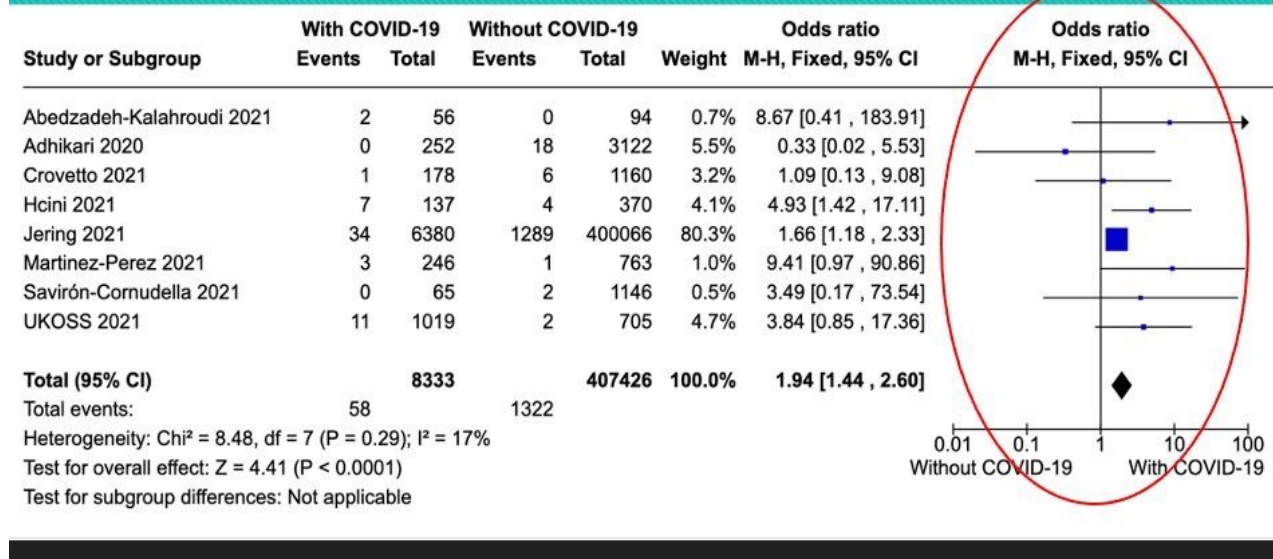 With COVID-19 Without COVID-19 Odds ratio Odds ratio
Study or Subgroup Events Total Events Total Weight M-H, Fixed, 95% CI M-H, Fixed, 95% CI
Abedzadeh-Kalahroudi 2021 2 56 0 94 0.7% 8.67 [0.41 , 183.91]
Adhikari 2020 0 252 18 3122 5.5% 0.33 [0.02 , 5.53]
Crovetto 2021 1 178 6 1160 3.2% 1.09 [0.13 , 9.08]
Hcini 2021 7 137 4 370 4.1% 4.93 [1.42 , 17.11]
Jering 2021 34 6380 1289 400066 80.3% 1.66 [1.18 , 2.33]
Martinez-Perez 2021 3 246 1 763 1.0% 9.41 [0.97 , 90.86]
Savirón-Cornudella 2021 0 65 2 1146 0.5% 3.49 [0.17 , 73.54]
UKOSS 2021 11 1019 2 705 4.7% 3.84 [0.85 , 17.36]
Total (95% CI) 8333 407426 100.0% 1.94 [1.44 , 2.60]
Total events: 58 1322
Heterogeneity: Chi² = 8.48, df = 7 (P = 0.29); I² = 17%
Test for overall effect: Z = 4.41 (P < 0.0001)
Test for subgroup differences: Not applicable
0.01 0.1 1 10 100
Without COVID-19 With COVID-19